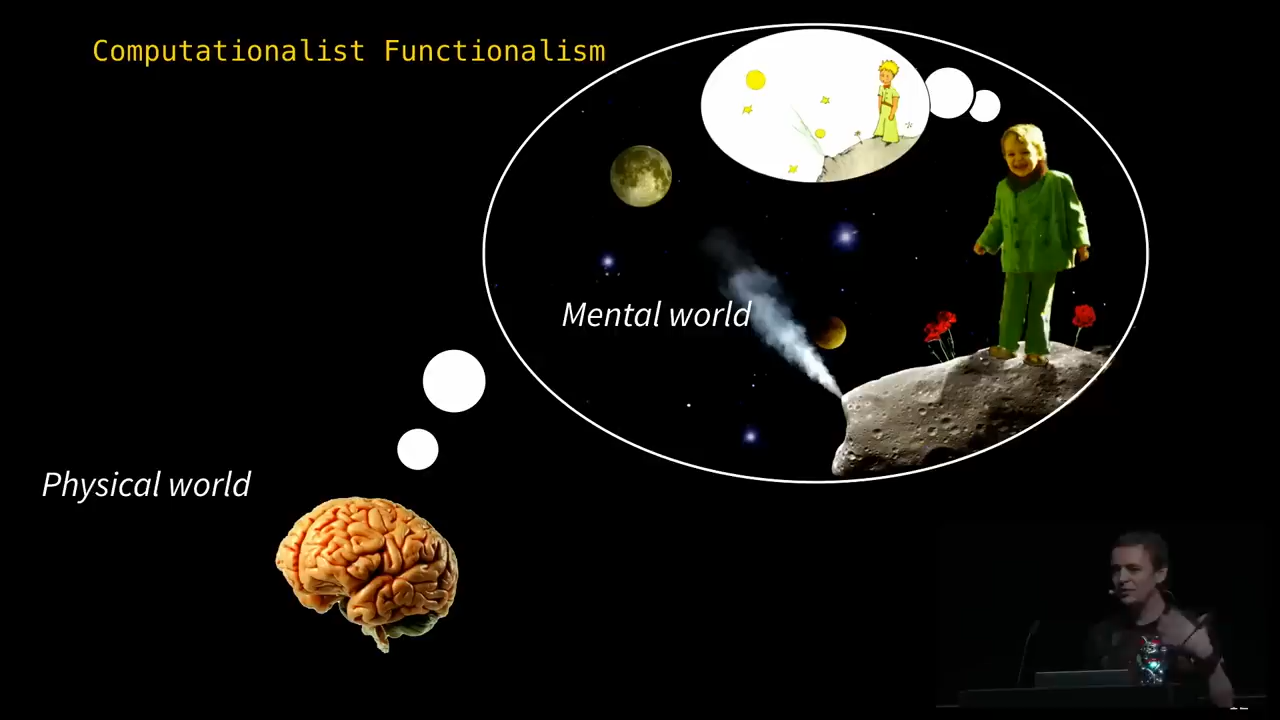 Computationalist Functionalism
Mental world
Physical world